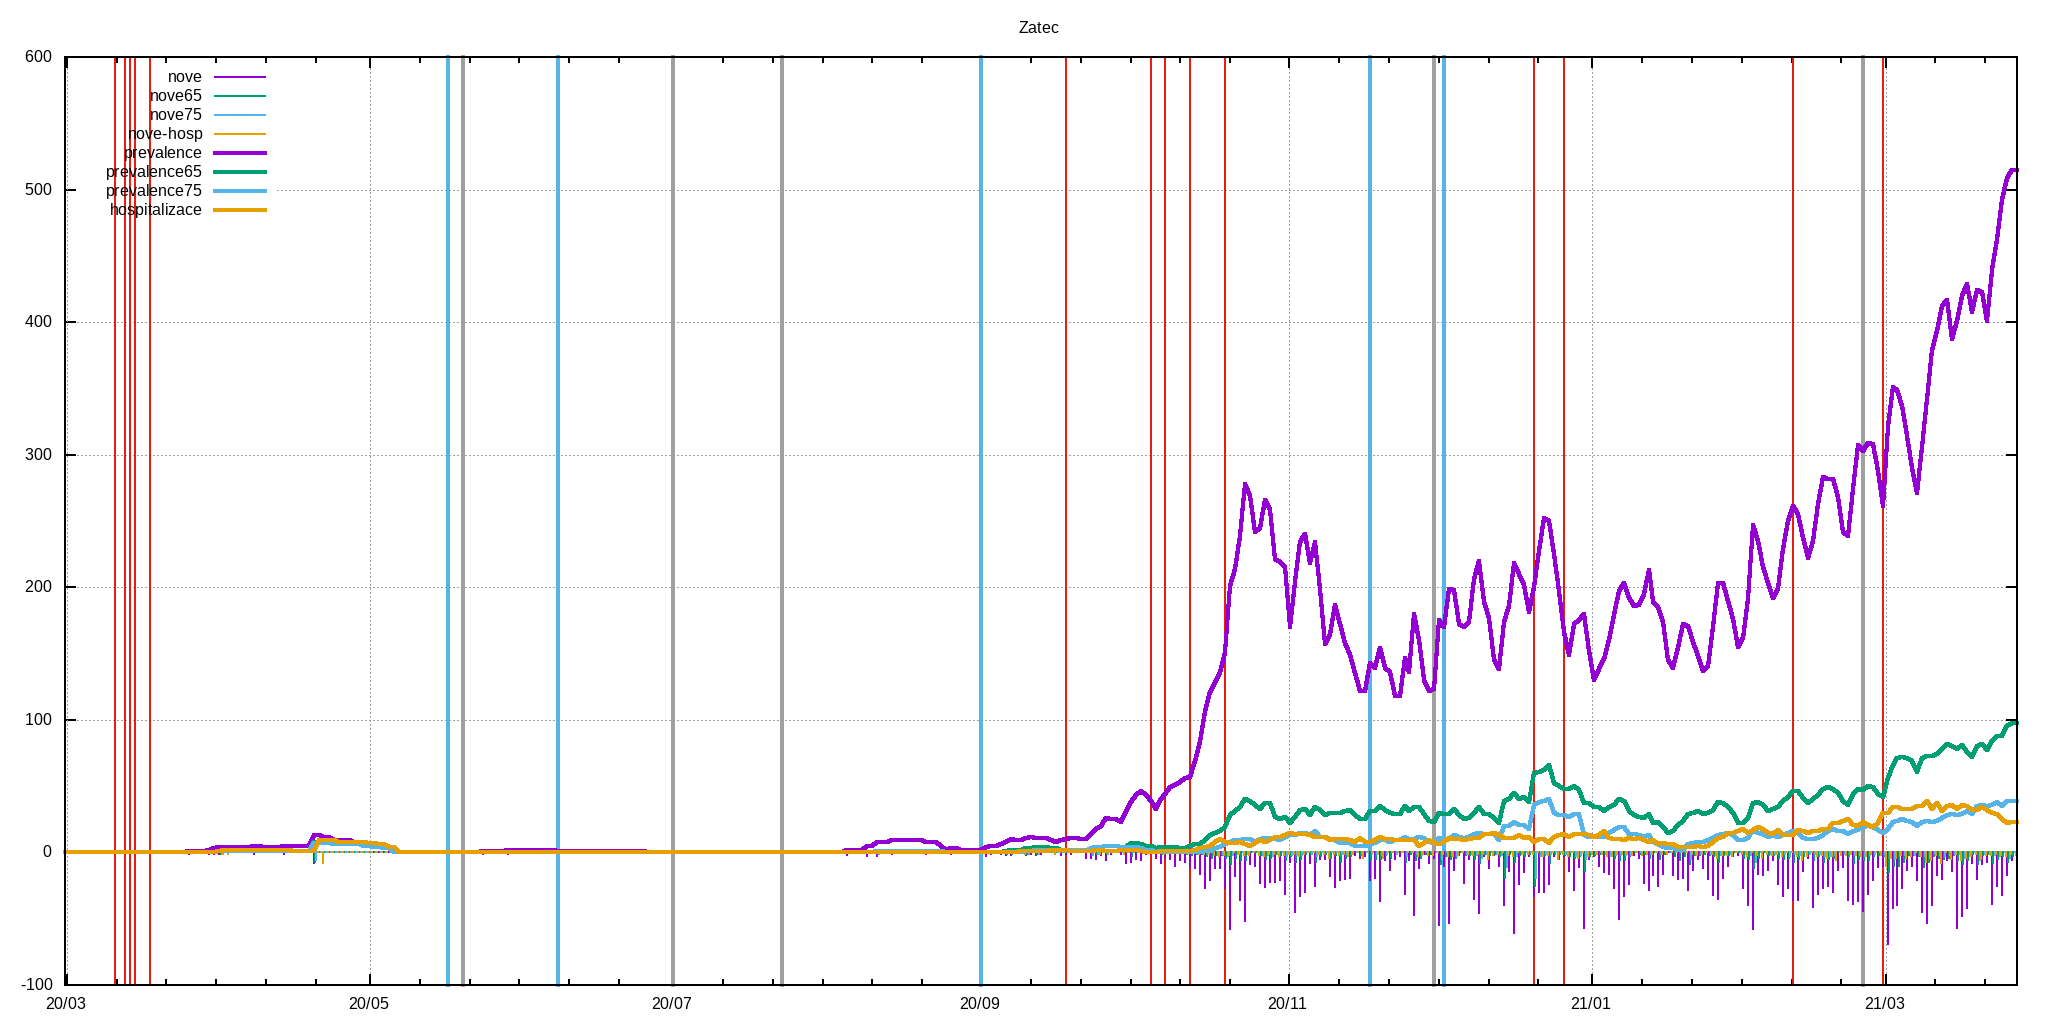 Zatec
600
500
400
300
200
100
0
-100
nove
nove65
nove75
nove-hosp
prevalence
prevalence65
prevalence75
hospitalizace
20/03 20/05 20/07 20/09 20/11 21/01 21/03